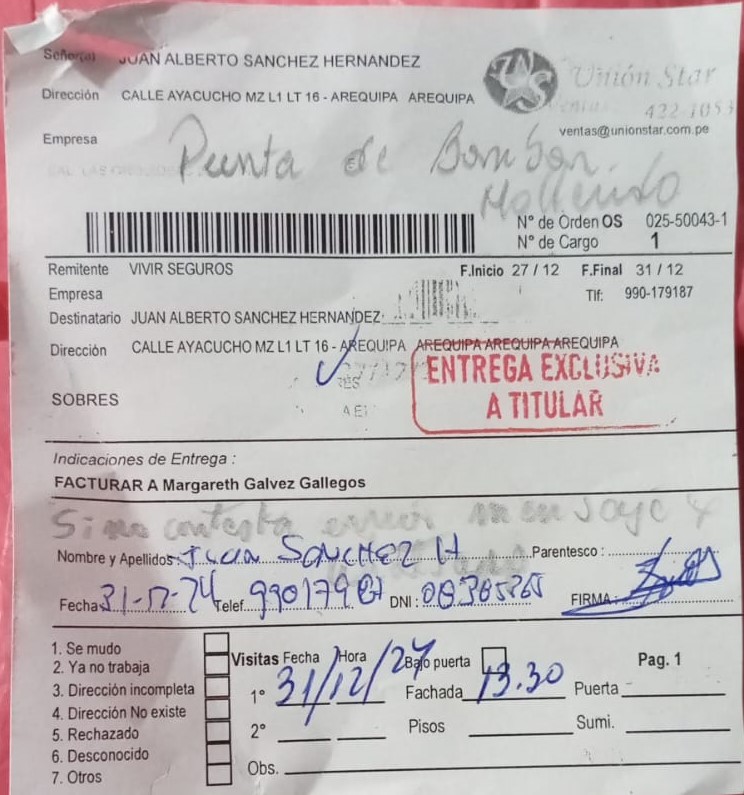 Señor(a) JUAN ALBERTO SANCHEZ HERNANDEZ
Dirección CALLE AYACUCHO MZ L1 LT 16 - AREQUIPA AREQUIPA
Unión Star
422 1053
Empresa
ventas@unionstar.com.pe
Punta de Bombon
Mollendo
N° de Orden OS 025-50043-1
N° de Cargo 1
Remitente VIVIR SEGUROS F.Inicio 27 / 12 F.Final 31 / 12
Empresa Tlf: 990-179187
Destinatario JUAN ALBERTO SANCHEZ HERNANDEZ
Dirección CALLE AYACUCHO MZ L1 LT 16 - AREQUIPA AREQUIPA AREQUIPA AREQUIPA
SOBRES
ENTREGA EXCLUSIVA
A TITULAR
Indicaciones de Entrega :
FACTURAR A Margareth Galvez Gallegos
Si no contesta enviar mensaje
Nombre y Apellidos: Juan SANCHEZ H Parentesco :
Fecha 31-12-24 Telef. DNI : FIRMA :
1. Se mudo
2. Ya no trabaja
3. Dirección incompleta
4. Dirección No existe
5. Rechazado
6. Desconocido
7. Otros
Visitas Fecha Hora Bajo puerta Pag. 1
1° 31/12/24 Fachada 13.30 Puerta
2° Pisos Sumi.
Obs.